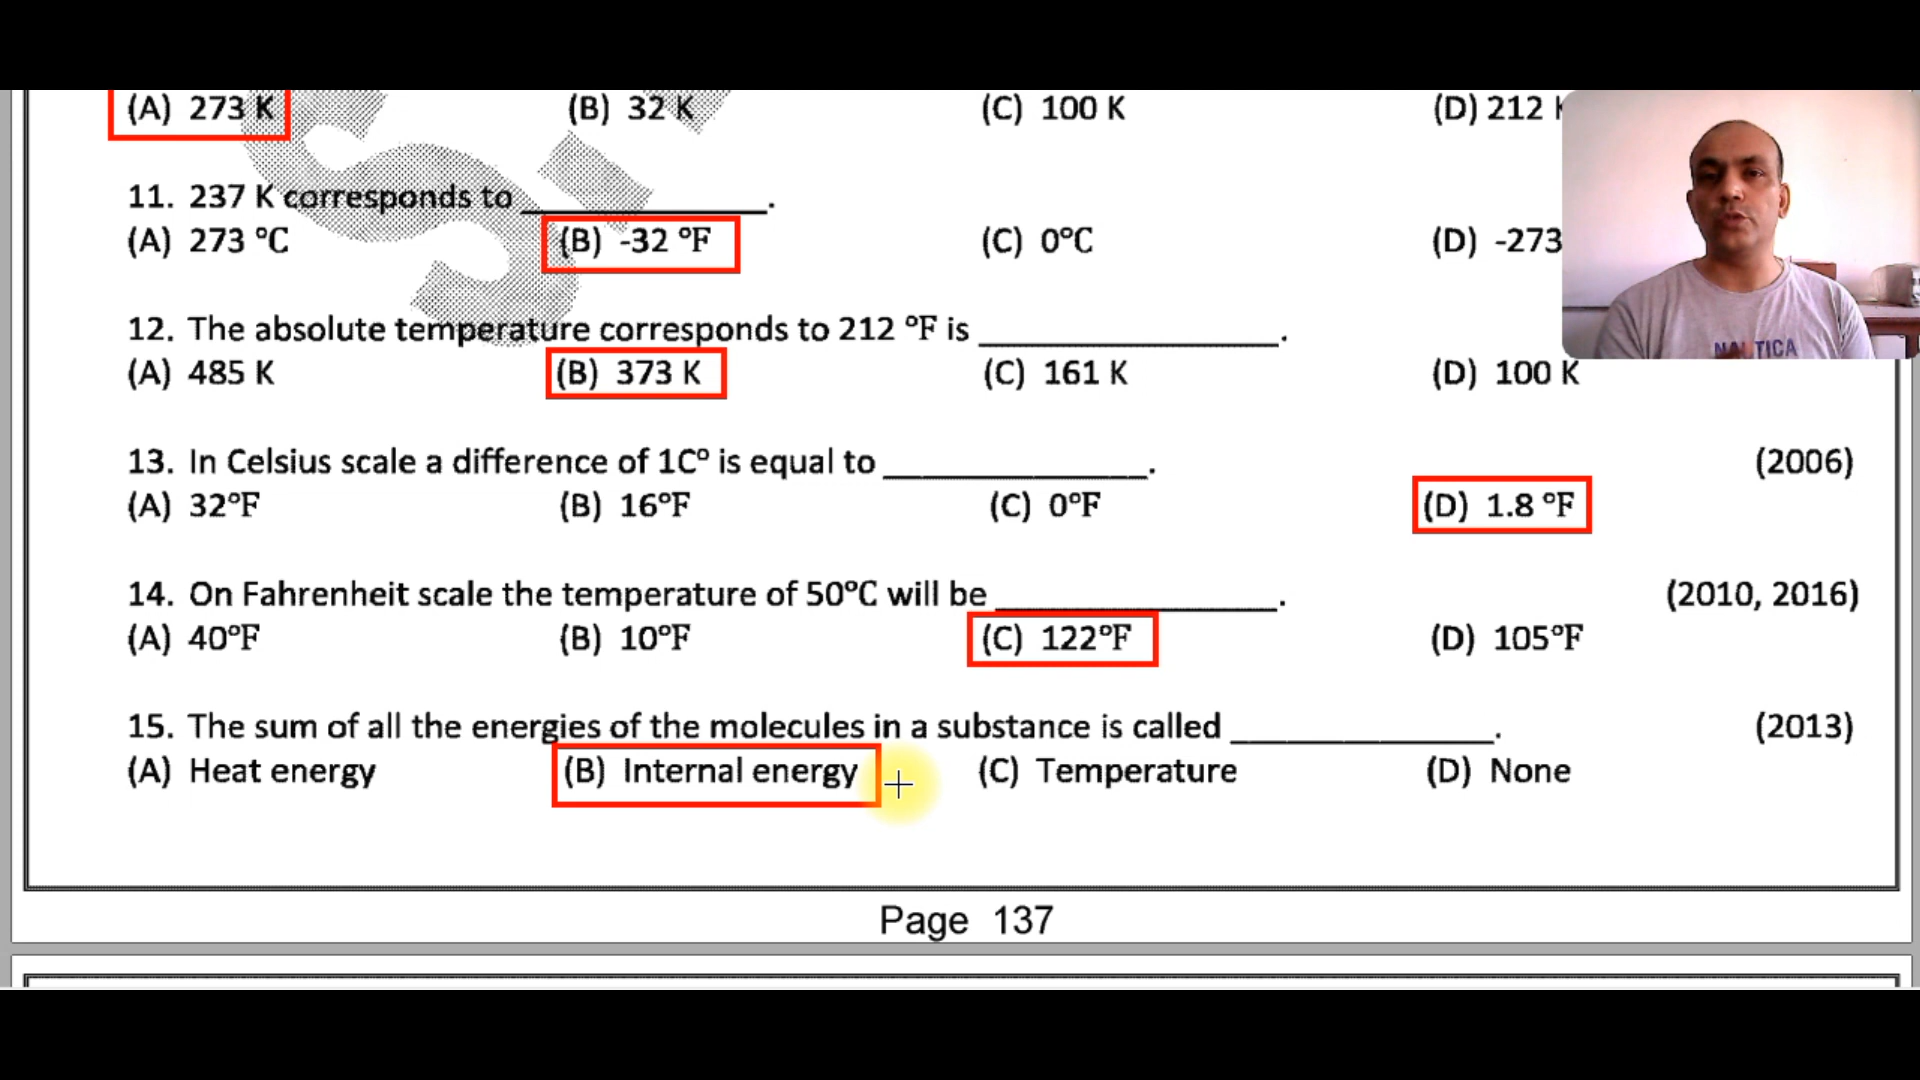 (A) 273 K (B) 32 K (C) 100 K (D) 212
11. 237 K corresponds to ____________.
(A) 273 °C (B) -32 °F (C) 0°C (D) -273
12. The absolute temperature corresponds to 212 °F is ________________.
(A) 485 K (B) 373 K (C) 161 K (D) 100 K
13. In Celsius scale a difference of 1C° is equal to ______________. (2006)
(A) 32°F (B) 16°F (C) 0°F (D) 1.8 °F
14. On Fahrenheit scale the temperature of 50°C will be _______________. (2010, 2016)
(A) 40°F (B) 10°F (C) 122°F (D) 105°F
15. The sum of all the energies of the molecules in a substance is called ______________. (2013)
(A) Heat energy (B) Internal energy (C) Temperature (D) None
Page 137
NAUTICA